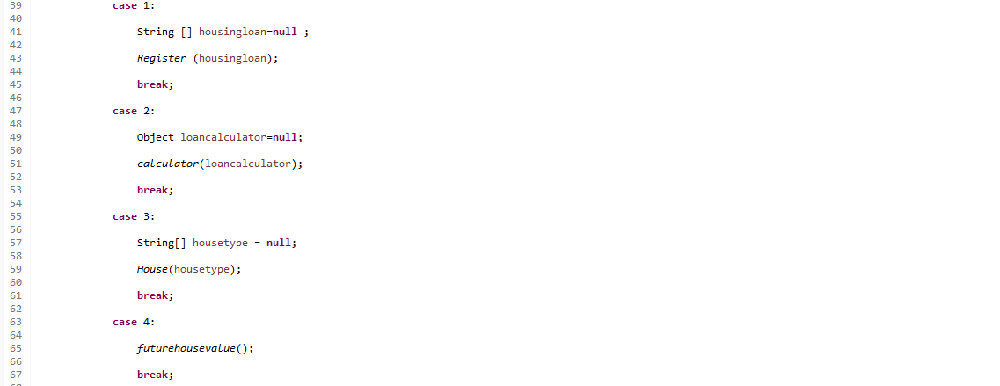 39 case 1:
40
41 String [] housingloan=null ;
42
43 Register (housingloan);
44
45 break;
46
47 case 2:
48
49 Object loancalculator=null;
50
51 calculator(loancalculator);
52
53 break;
54
55 case 3:
56
57 String[] housetype = null;
58
59 House(housetype);
60
61 break;
62
63 case 4:
64
65 futurehousevalue();
66
67 break;